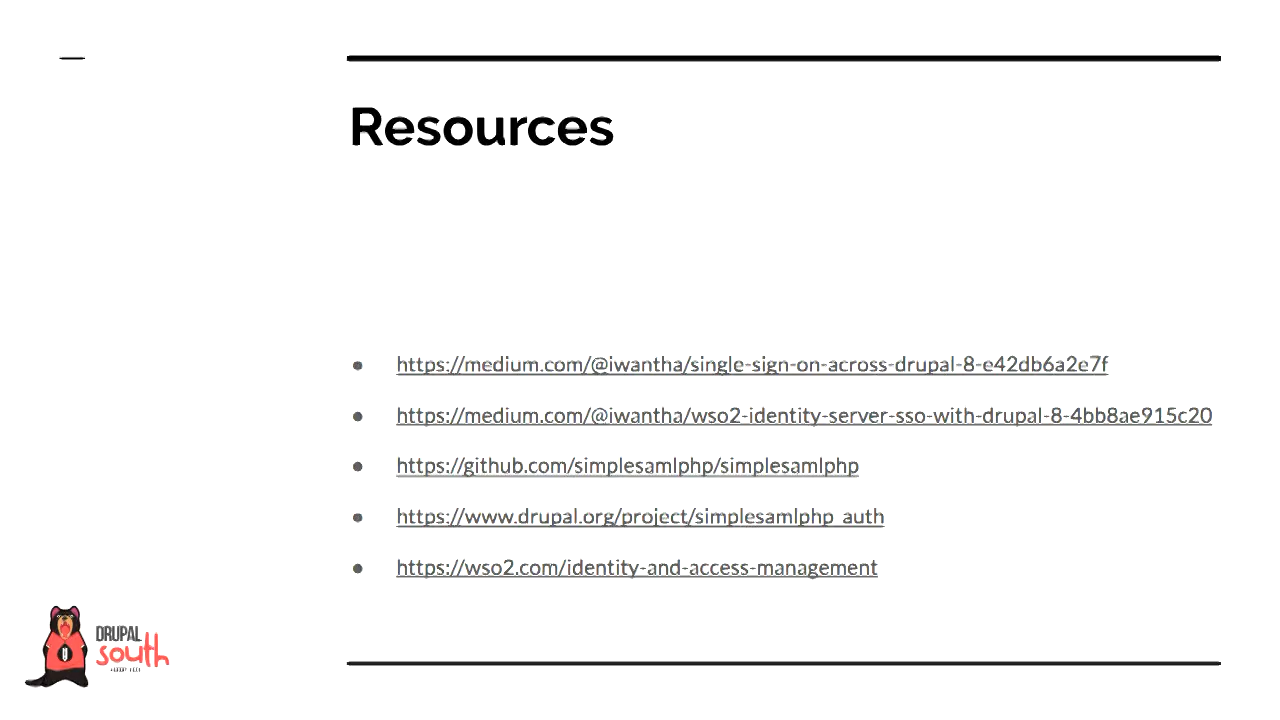 Resources
https://medium.com/@iwantha/single-sign-on-across-drupal-8-e42db6a2e7f
https://medium.com/@iwantha/wso2-identity-server-sso-with-drupal-8-4bb8ae915c20
https://github.com/simplesamlphp/simplesamlphp
https://www.drupal.org/project/simplesamlphp_auth
https://wso2.com/identity-and-access-management
DRUPAL
south